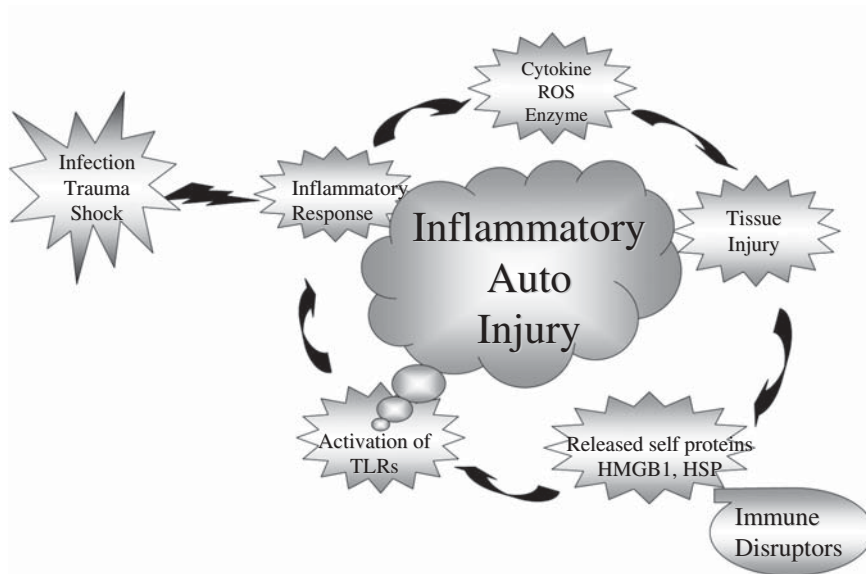 Cytokine
ROS
Enzyme
Infection
Trauma
Shock
Inflammatory
Response
Inflammatory
Auto
Injury
Tissue
Injury
Activation of
TLRs
Released self proteins
HMGB1, HSP
Immune
Disruptors